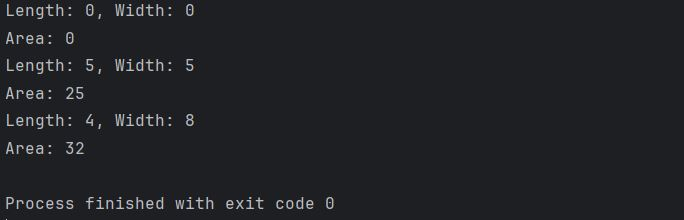 Length: 0, Width: 0
Area: 0
Length: 5, Width: 5
Area: 25
Length: 4, Width: 8
Area: 32
Process finished with exit code 0